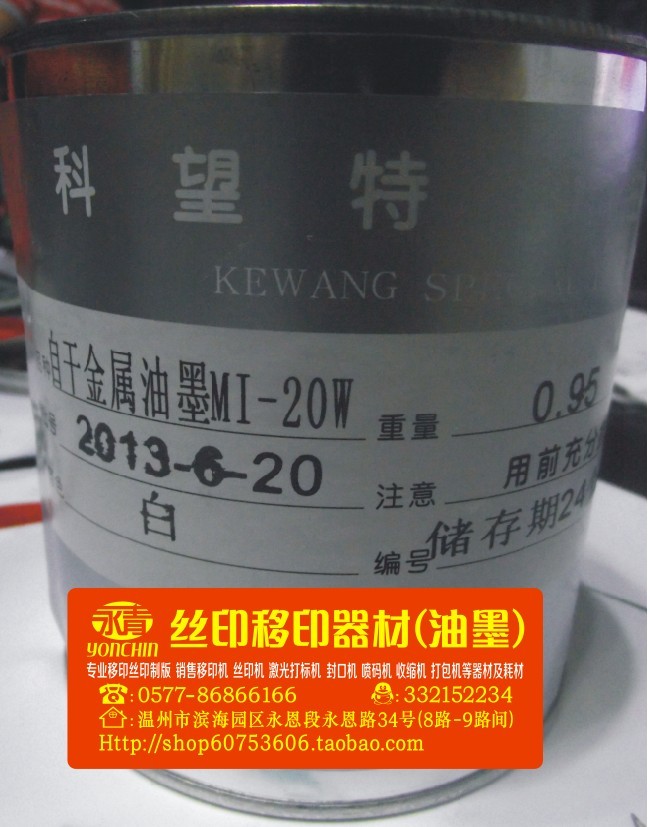 科望特
KEWANG SPECIAL
自干金属油墨MI-20W
重量 0.95
2013-6-20
注意 用前充分
白
编号 储存期24
永青
YONCHIN
丝印移印器材(油墨)
专业移印丝印制版 销售移印机 丝印机 激光打标机 封口机 喷码机 收缩机 打包机等器材及耗材
:0577-86866166 :332152234
:温州市滨海园区永恩段永恩路34号(8路-9路间)
Http://shop60753606.taobao.com